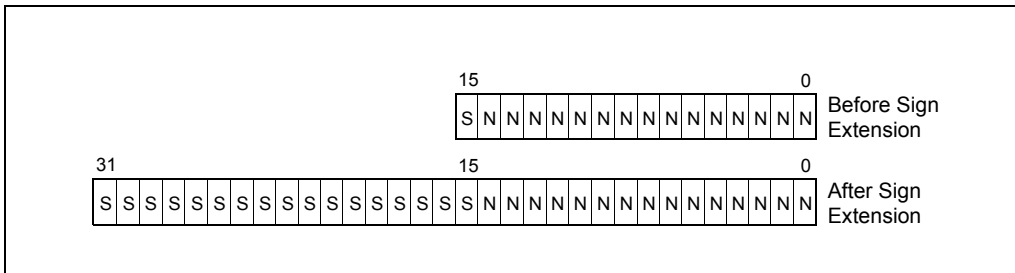 15 0
S N N N N N N N N N N N N N N N Before Sign
Extension
31 15 0
S S S S S S S S S S S S S S S S S N N N N N N N N N N N N N N N After Sign
Extension